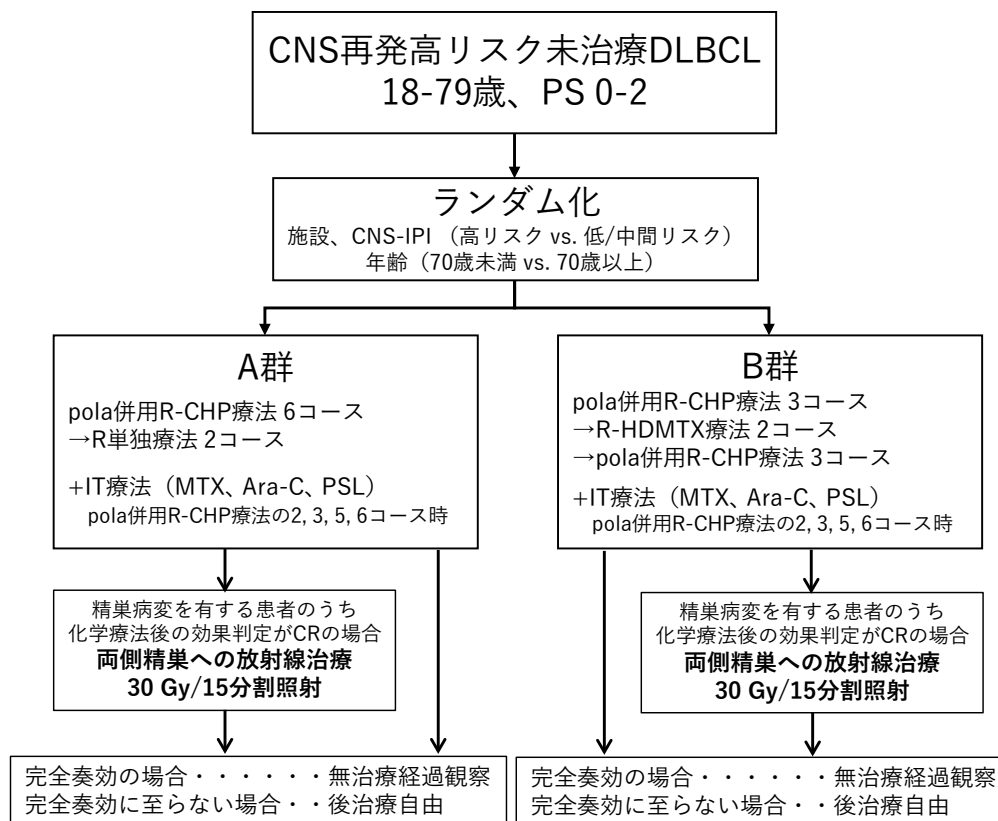 CNS再発高リスク未治療DLBCL
18-79歳、PS 0-2
ランダム化
施設、CNS-IPI （高リスク vs. 低/中間リスク）
年齢（70歳未満 vs. 70歳以上）
A群
pola併用R-CHP療法 6コース
→R単独療法 2コース
+IT療法（MTX、Ara-C、PSL）
pola併用R-CHP療法の2, 3, 5, 6コース時
B群
pola併用R-CHP療法 3コース
→R-HDMTX療法 2コース
→pola併用R-CHP療法 3コース
+IT療法（MTX、Ara-C、PSL）
pola併用R-CHP療法の2, 3, 5, 6コース時
精巣病変を有する患者のうち
化学療法後の効果判定がCRの場合
両側精巣への放射線治療
30 Gy/15分割照射
精巣病変を有する患者のうち
化学療法後の効果判定がCRの場合
両側精巣への放射線治療
30 Gy/15分割照射
完全奏効の場合・・・・・・無治療経過観察
完全奏効に至らない場合・・後治療自由
完全奏効の場合・・・・・・無治療経過観察
完全奏効に至らない場合・・後治療自由